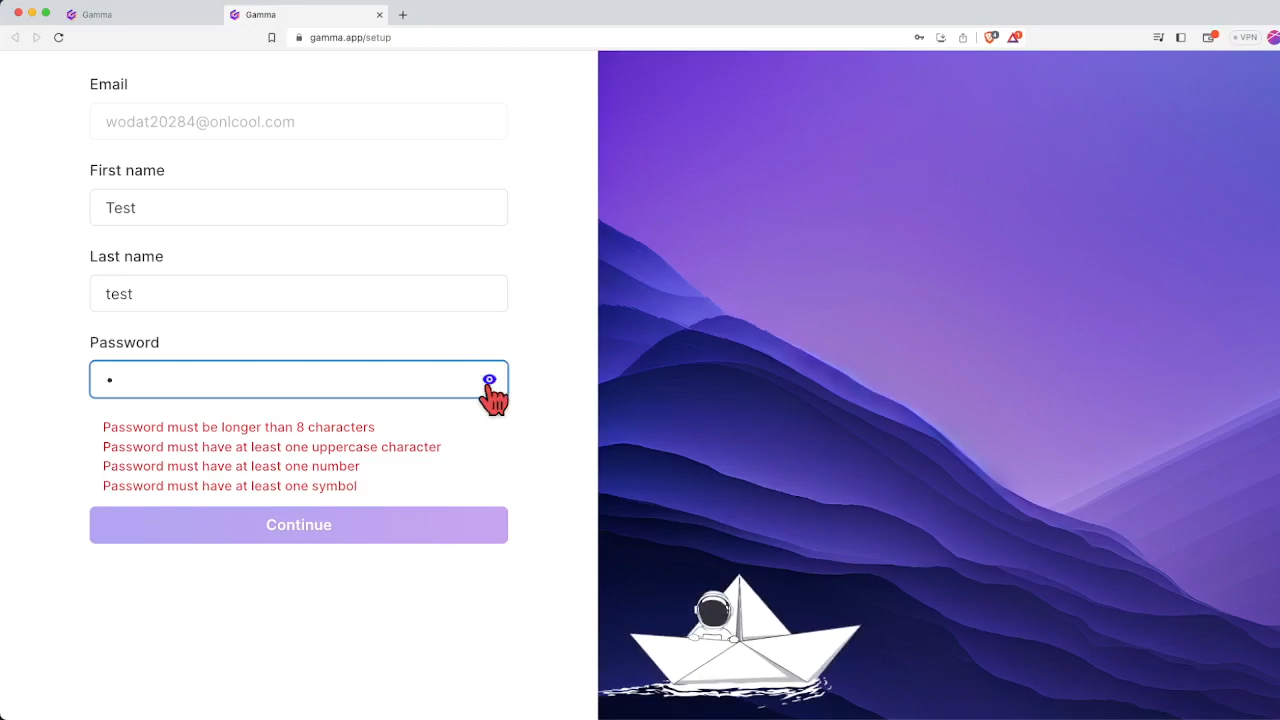 Gamma
Gamma
gamma.app/setup
4
1
VPN
Email
wodat20284@onlcool.com
First name
Test
Last name
test
Password
Password must be longer than 8 characters
Password must have at least one uppercase character
Password must have at least one number
Password must have at least one symbol
Continue